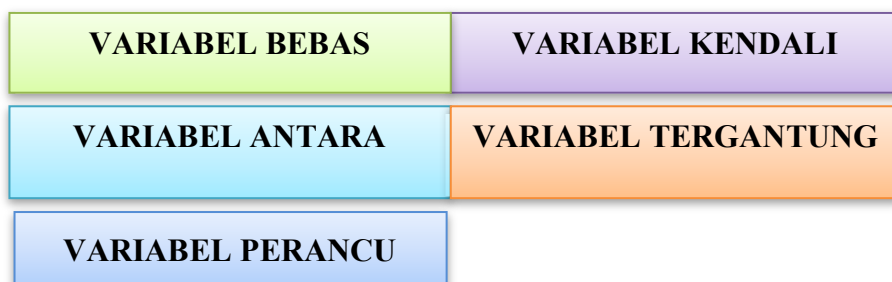 VARIABEL BEBAS
VARIABEL KENDALI
VARIABEL ANTARA
VARIABEL TERGANTUNG
VARIABEL PERANCU